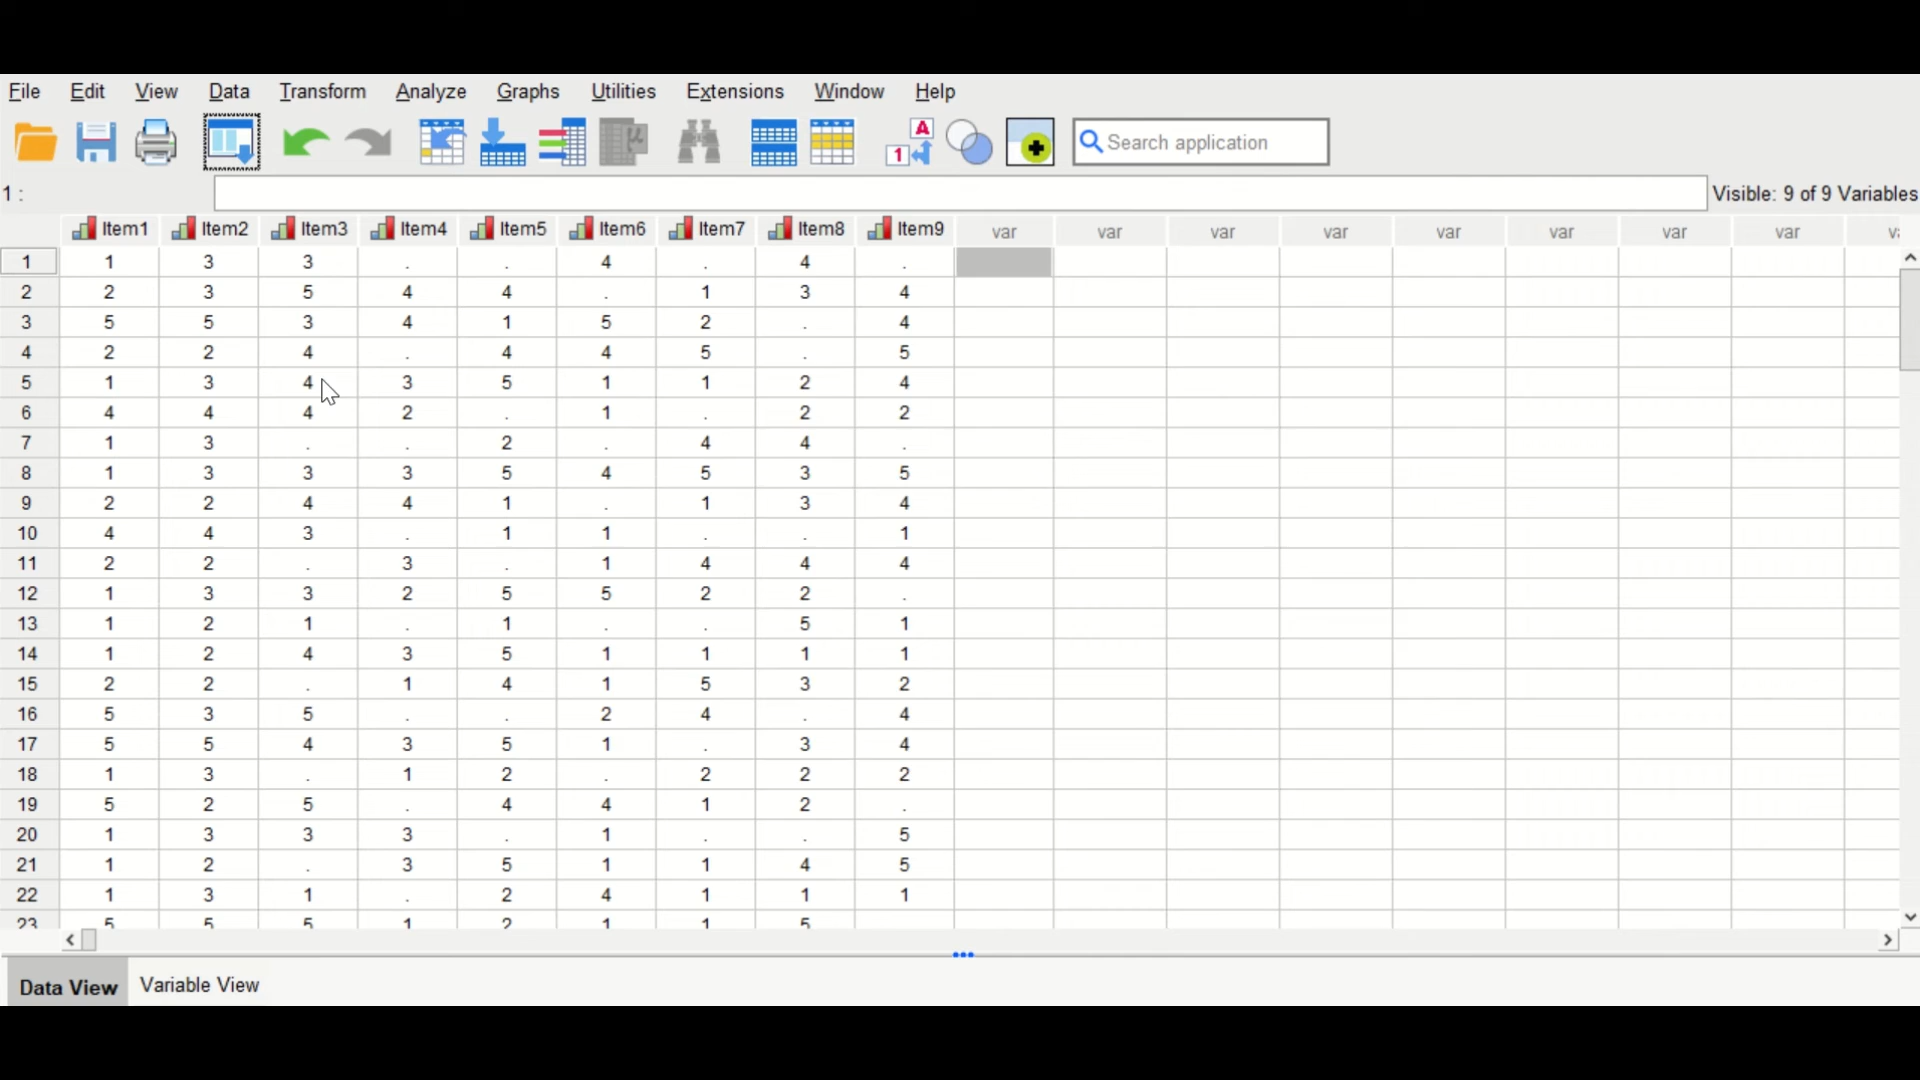 File Edit View Data Transform Analyze Graphs Utilities Extensions Window Help
Search application
1 : Visible: 9 of 9 Variables
Item1 Item2 Item3 Item4 Item5 Item6 Item7 Item8 Item9 var var var var var var var var
1 1 3 3 . . 4 . 4 .
2 2 3 5 4 4 . 1 3 4
3 5 5 3 4 1 5 2 . 4
4 2 2 4 . 4 4 5 . 5
5 1 3 4 3 5 1 1 2 4
6 4 4 4 2 . 1 . 2 2
7 1 3 . . 2 . 4 4 .
8 1 3 3 3 5 4 5 3 5
9 2 2 4 4 1 . 1 3 4
10 4 4 3 . 1 1 . . 1
11 2 2 . 3 . 1 4 4 4
12 1 3 3 2 5 5 2 2 .
13 1 2 1 . 1 . . 5 1
14 1 2 4 3 5 1 1 1 1
15 2 2 . 1 4 1 5 3 2
16 5 3 5 . . 2 4 . 4
17 5 5 4 3 5 1 . 3 4
18 1 3 . 1 2 . 2 2 2
19 5 2 5 . 4 4 1 2 .
20 1 3 3 3 . 1 . . 5
21 1 2 . 3 5 1 1 4 5
22 1 3 1 . 2 4 1 1 1
23 5 5 5 1 2 1 1 5
Data View Variable View